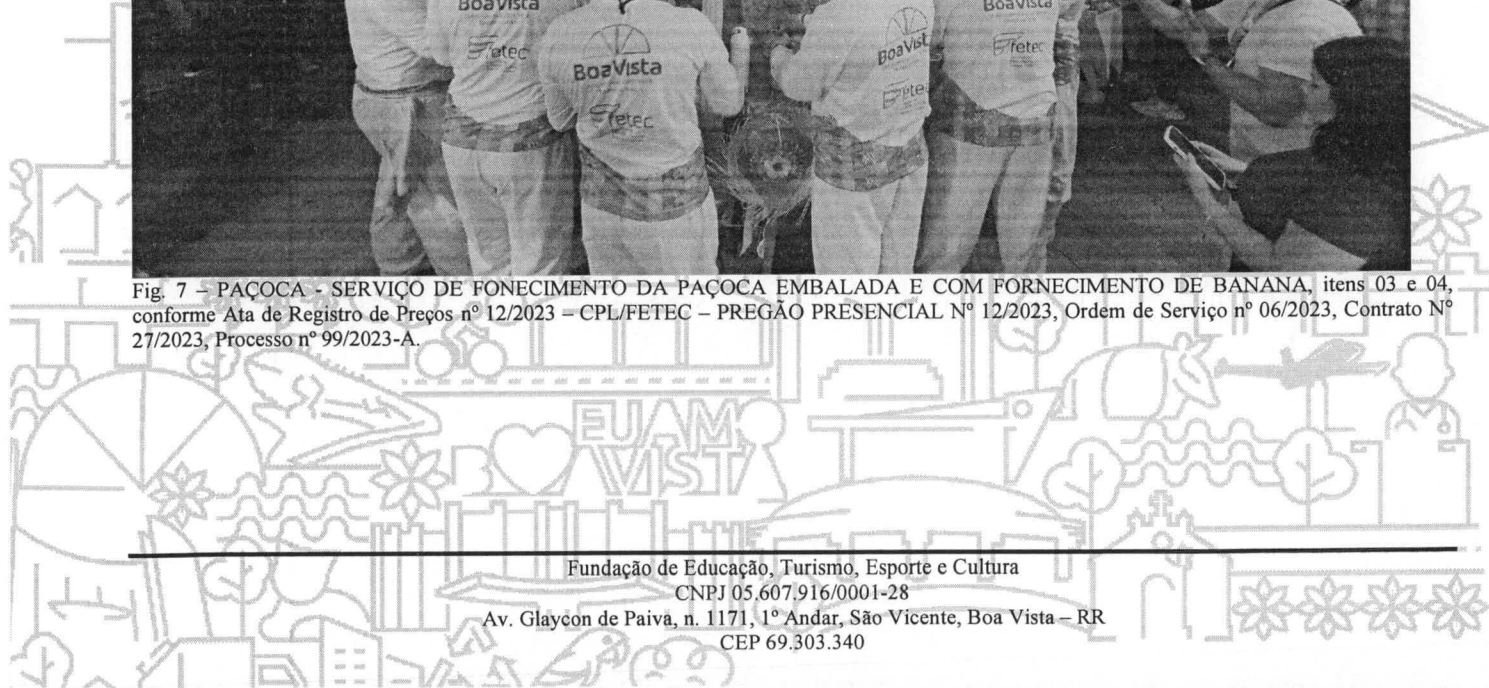 BoaVista
BoaVista
fetec
BoaVista
fetec
BoaVist
fetec
fetec
Fig. 7 – PAÇOCA - SERVIÇO DE FONECIMENTO DA PAÇOCA EMBALADA E COM FORNECIMENTO DE BANANA, itens 03 e 04,
conforme Ata de Registro de Preços nº 12/2023 – CPL/FETEC – PREGÃO PRESENCIAL Nº 12/2023, Ordem de Serviço nº 06/2023, Contrato Nº
27/2023, Processo nº 99/2023-A.
EU AMO
VISTA
Fundação de Educação, Turismo, Esporte e Cultura
CNPJ 05.607.916/0001-28
Av. Glaycon de Paiva, n. 1171, 1º Andar, São Vicente, Boa Vista – RR
CEP 69.303.340